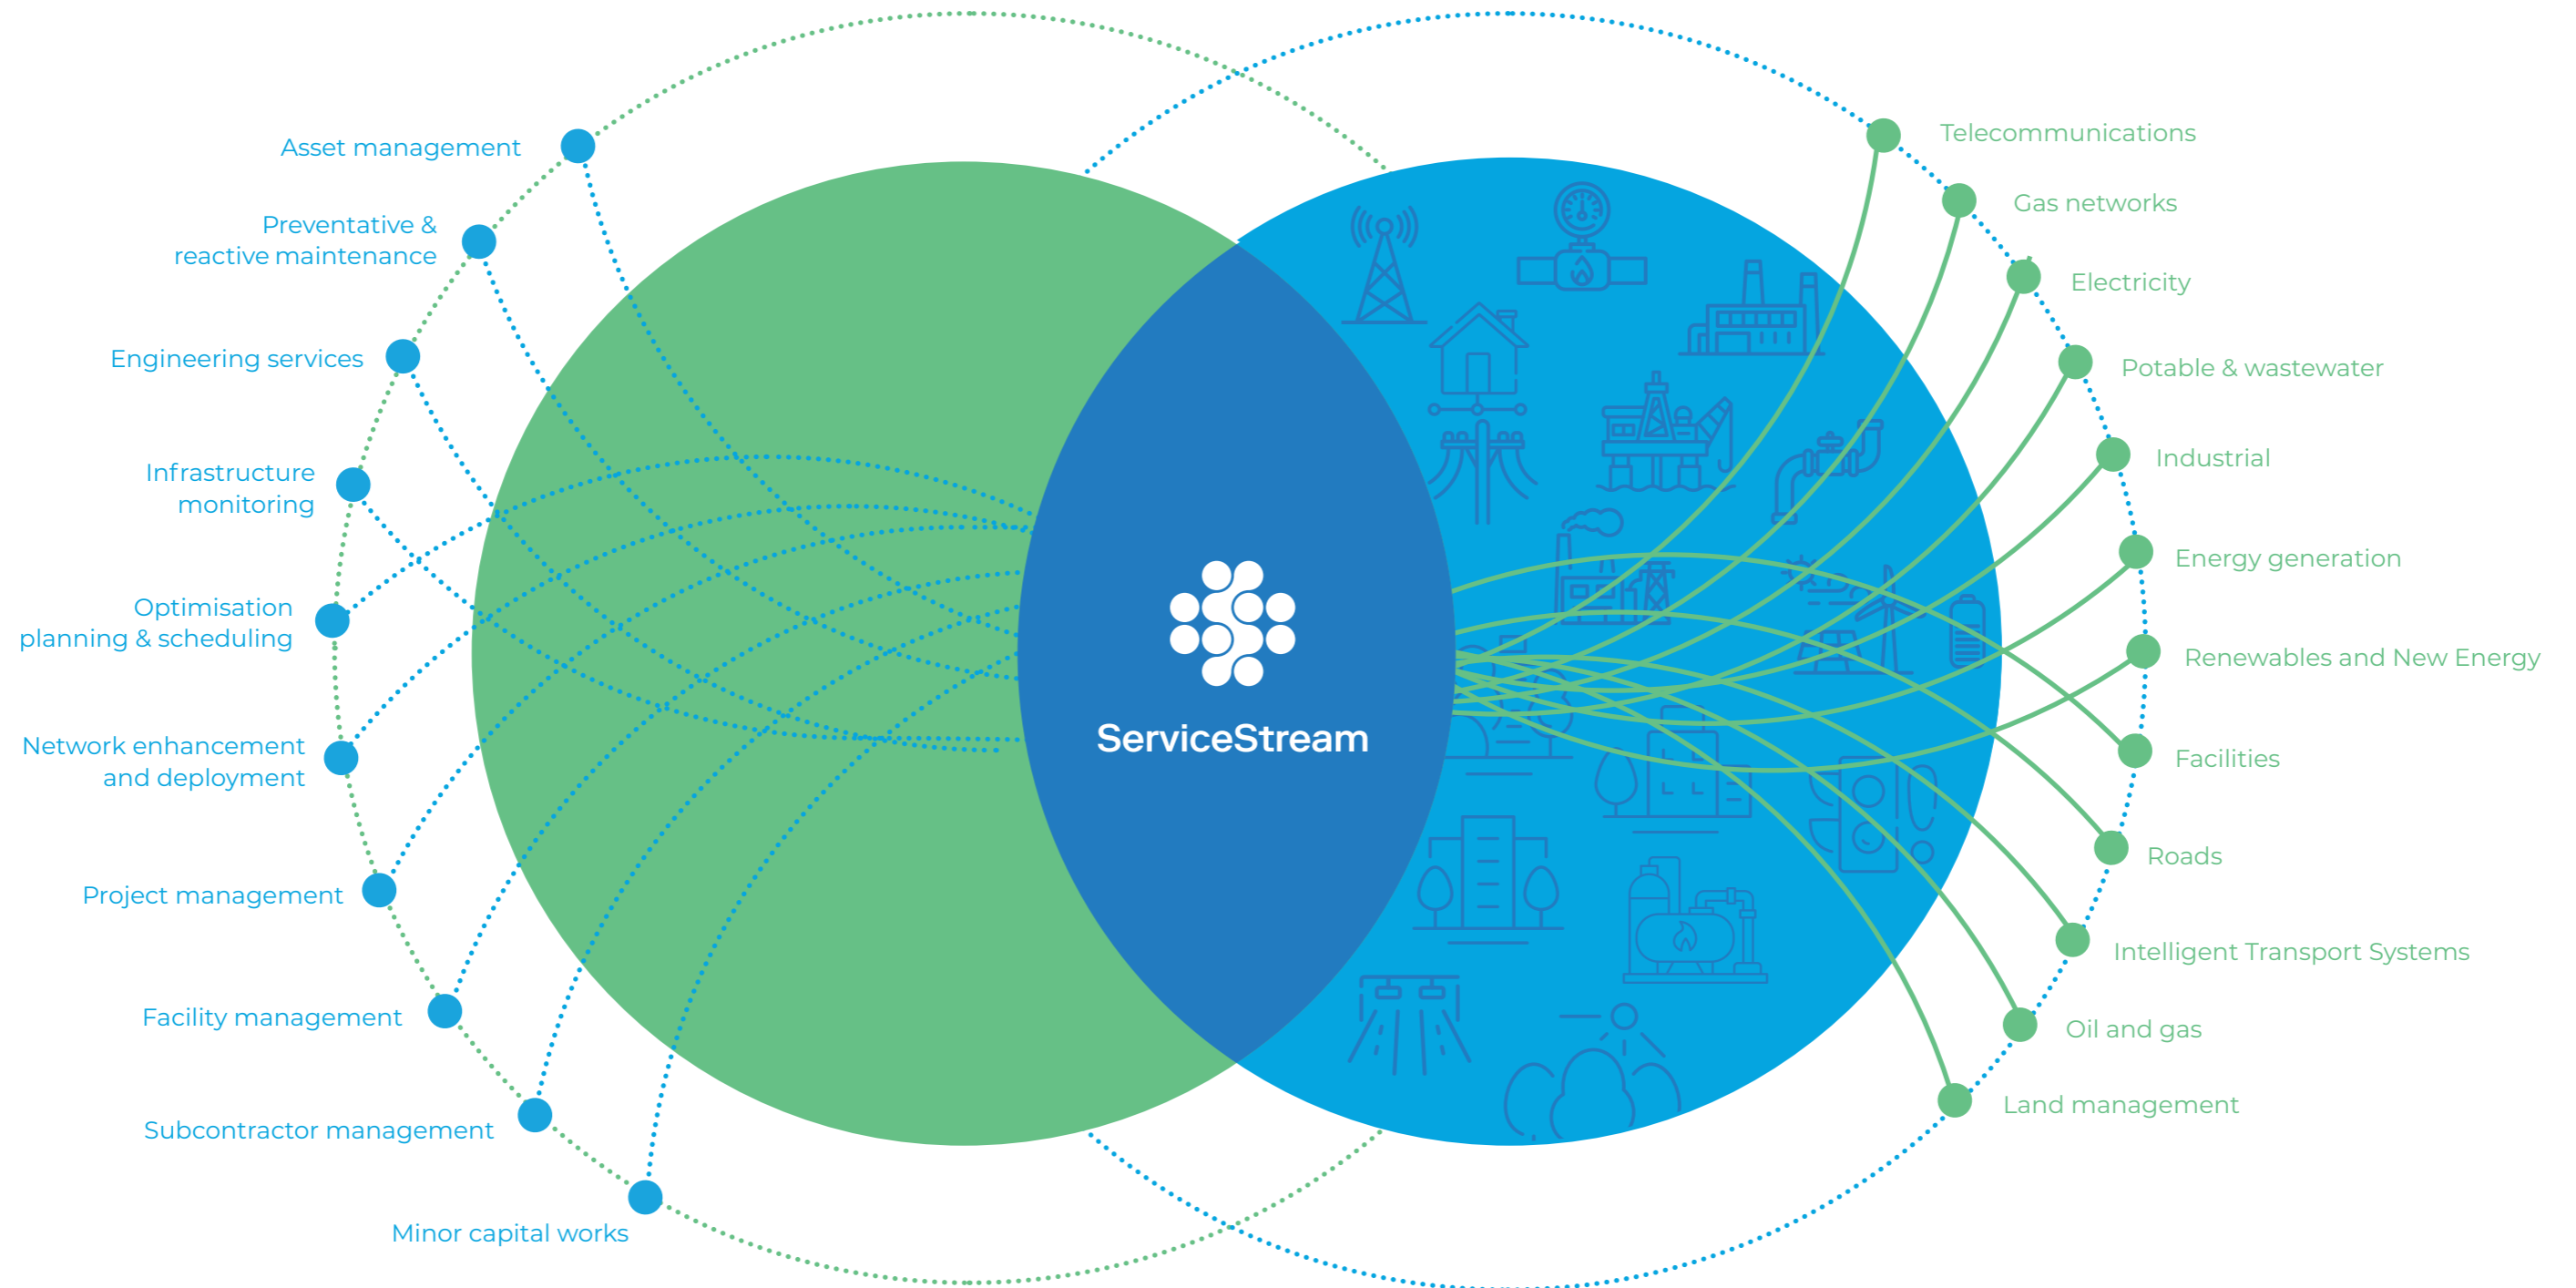 Asset management
Preventative &
reactive maintenance
Engineering services
Infrastructure
monitoring
Optimisation
planning & scheduling
Network enhancement
and deployment
Project management
Facility management
Subcontractor management
Minor capital works
ServiceStream
Telecommunications
Gas networks
Electricity
Potable & wastewater
Industrial
Energy generation
Renewables and New Energy
Facilities
Roads
Intelligent Transport Systems
Oil and gas
Land management